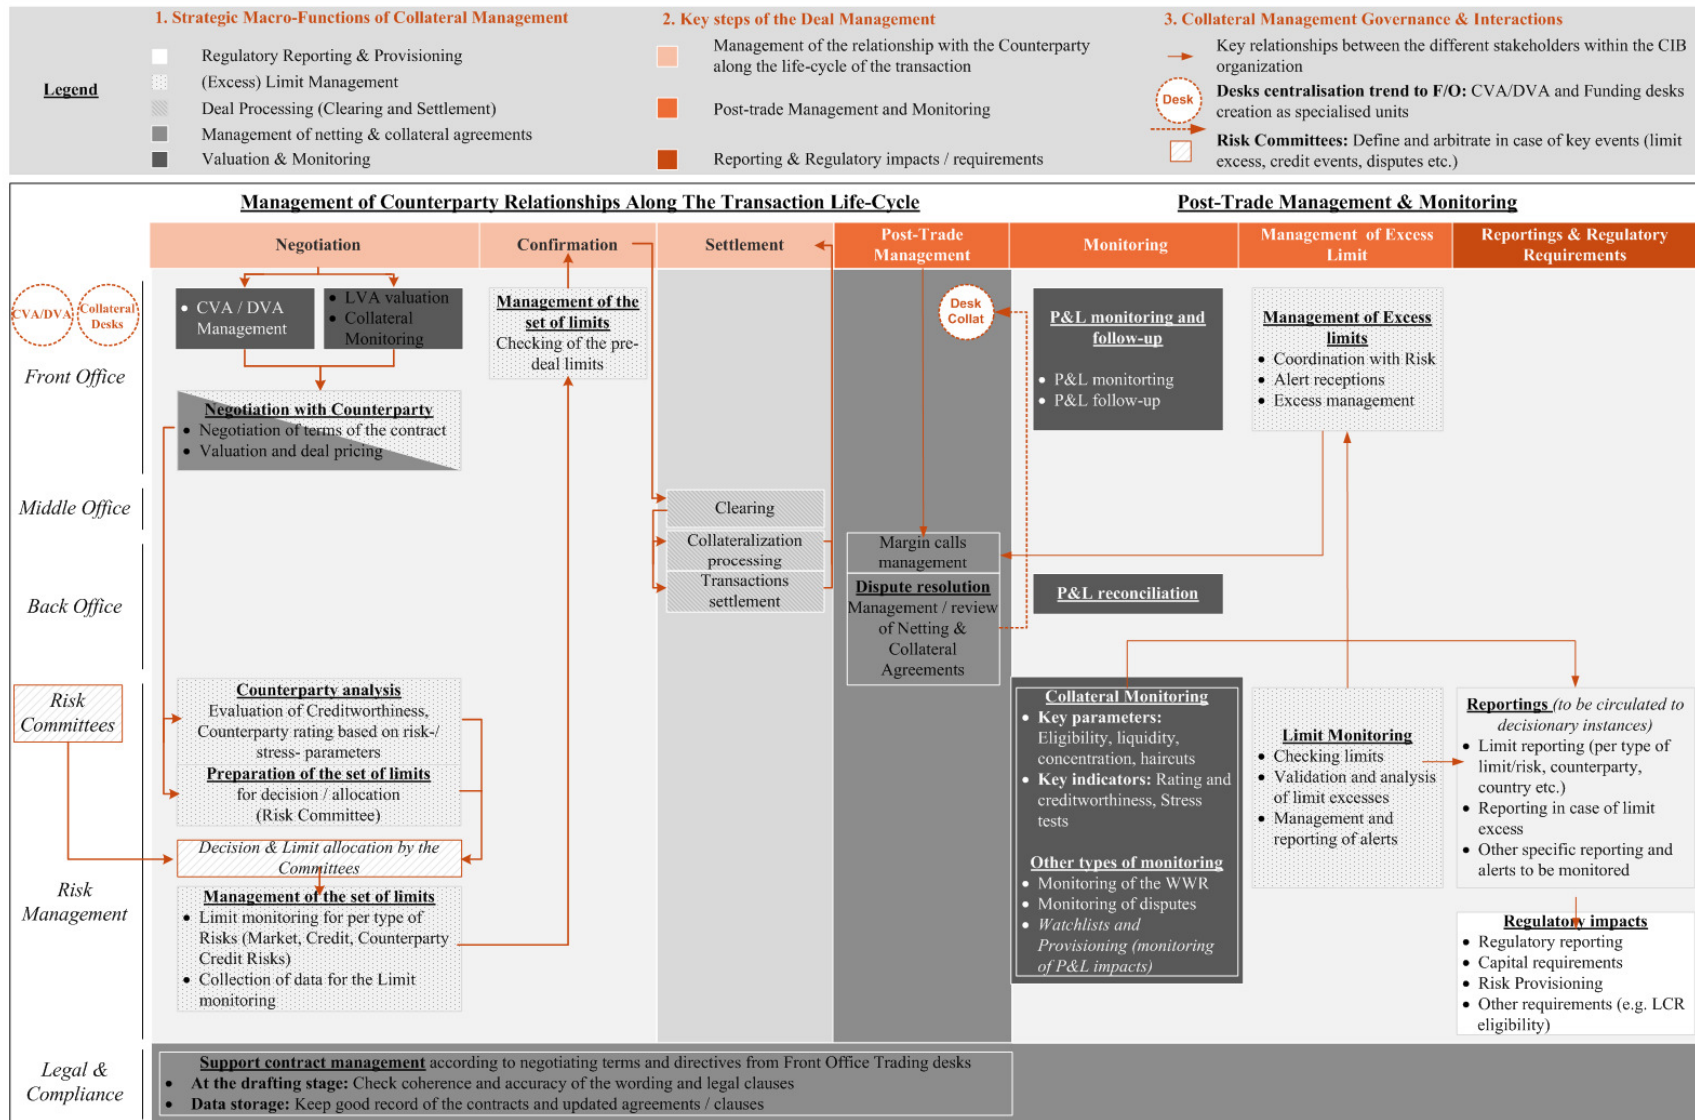 1. Strategic Macro-Functions of Collateral Management
Legend
Regulatory Reporting & Provisioning
(Excess) Limit Management
Deal Processing (Clearing and Settlement)
Management of netting & collateral agreements
Valuation & Monitoring
2. Key steps of the Deal Management
Management of the relationship with the Counterparty
along the life-cycle of the transaction
Post-trade Management and Monitoring
Reporting & Regulatory impacts / requirements
3. Collateral Management Governance & Interactions
Key relationships between the different stakeholders within the CIB
organization
Desk
Desks centralisation trend to F/O: CVA/DVA and Funding desks
creation as specialised units
Risk Committees: Define and arbitrate in case of key events (limit
excess, credit events, disputes etc.)
Management of Counterparty Relationships Along The Transaction Life-Cycle
Post-Trade Management & Monitoring
Negotiation
Confirmation
Settlement
Post-Trade
Management
Monitoring
Management of Excess
Limit
Reportings & Regulatory
Requirements
CVA/DVA
Collateral
Desks
Front Office
• CVA / DVA
Management
• LVA valuation
• Collateral
Monitoring
Negotiation with Counterparty
• Negotiation of terms of the contract
• Valuation and deal pricing
Management of the
set of limits
Checking of the pre-
deal limits
Desk
Collat
P&L monitoring and
follow-up
• P&L monitorting
• P&L follow-up
Management of Excess
limits
• Coordination with Risk
• Alert receptions
• Excess management
Middle Office
Clearing
Back Office
Collateralization
processing
Transactions
settlement
Margin calls
management
Dispute resolution
Management / review
of Netting &
Collateral
Agreements
P&L reconciliation
Risk
Committees
Risk
Management
Counterparty analysis
Evaluation of Creditworthiness,
Counterparty rating based on risk-/
stress- parameters
Preparation of the set of limits
for decision / allocation
(Risk Committee)
Decision & Limit allocation by the
Committees
Management of the set of limits
• Limit monitoring for per type of
Risks (Market, Credit, Counterparty
Credit Risks)
• Collection of data for the Limit
monitoring
Collateral Monitoring
• Key parameters:
Eligibility, liquidity,
concentration, haircuts
• Key indicators: Rating and
creditworthiness, Stress
tests
Other types of monitoring
• Monitoring of the WWR
• Monitoring of disputes
• Watchlists and
Provisioning (monitoring
of P&L impacts)
Limit Monitoring
• Checking limits
• Validation and analysis
of limit excesses
• Management and
reporting of alerts
Reportings (to be circulated to
decisionary instances)
• Limit reporting (per type of
limit/risk, counterparty,
country etc.)
• Reporting in case of limit
excess
• Other specific reporting and
alerts to be monitored
Regulatory impacts
• Regulatory reporting
• Capital requirements
• Risk Provisioning
• Other requirements (e.g. LCR
eligibility)
Legal &
Compliance
Support contract management according to negotiating terms and directives from Front Office Trading desks
• At the drafting stage: Check coherence and accuracy of the wording and legal clauses
• Data storage: Keep good record of the contracts and updated agreements / clauses